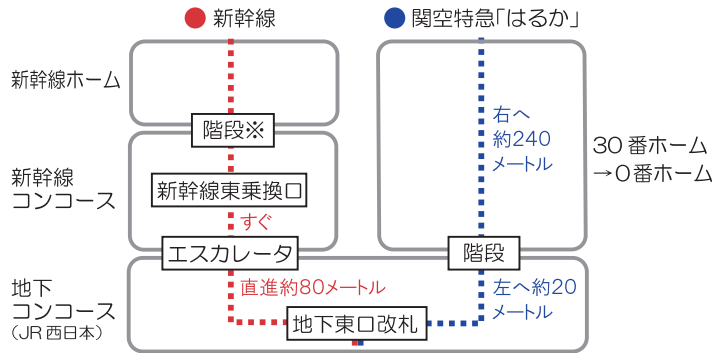 新幹線
関空特急「はるか」
新幹線ホーム
階段※
右へ
約240
メートル
30番ホーム
→0番ホーム
新幹線
コンコース
新幹線東乗換口
すぐ
エスカレータ
階段
地下
コンコース
（JR西日本）
直進約80メートル
左へ約20
メートル
地下東口改札